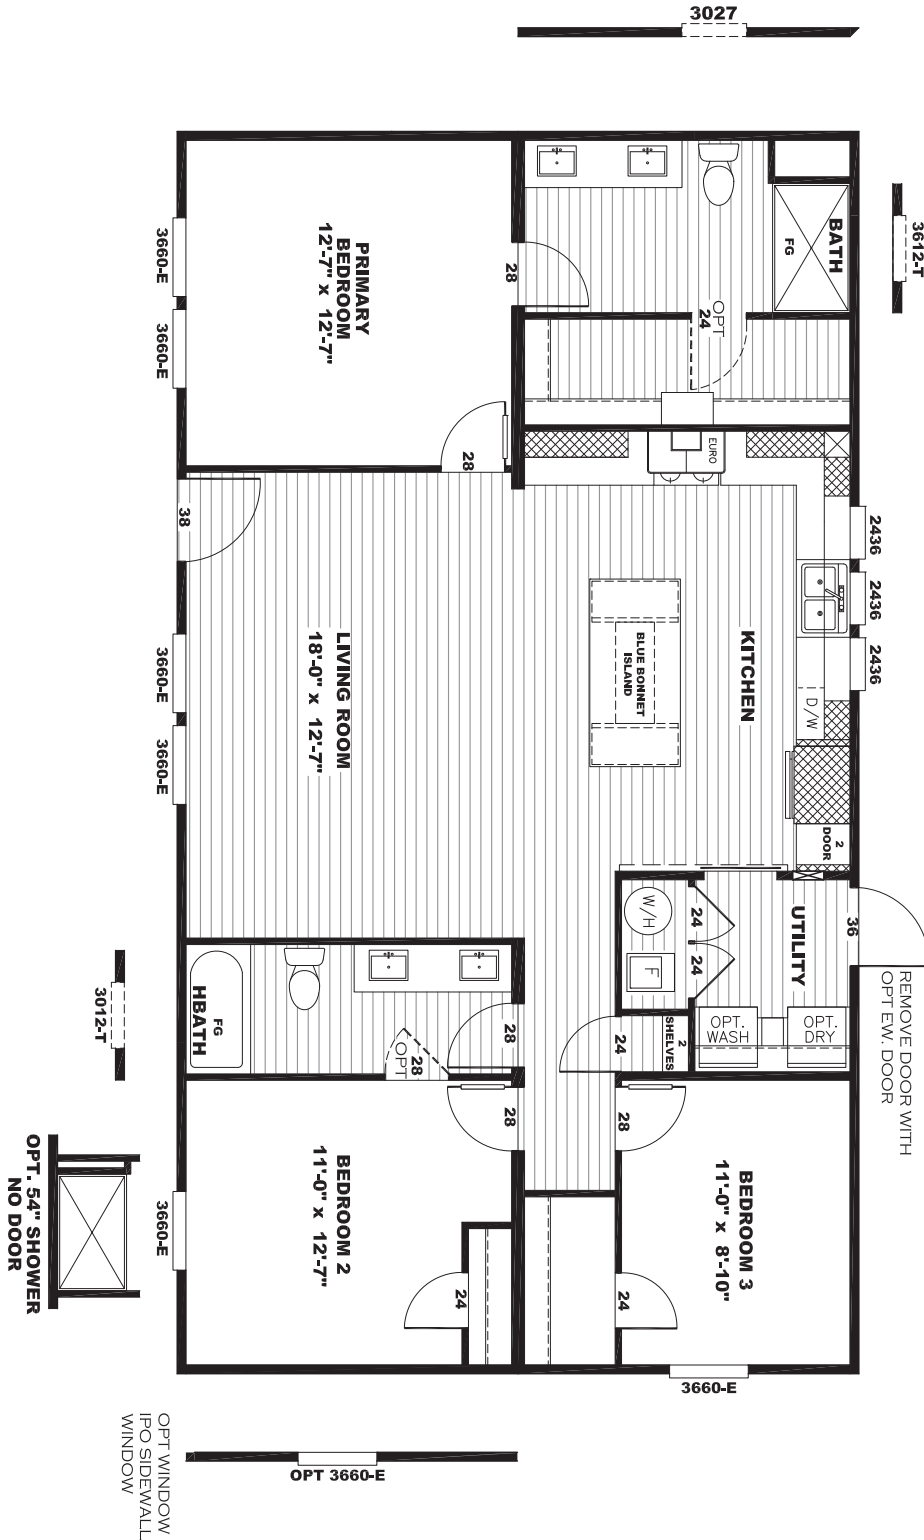 3027
3612-T
3660-E
3660-E
PRIMARY
BEDROOM
12'-7" x 12'-7"
28
BATH
FG
OPT
24
28
38
EURO
2436
2436
2436
3660-E
3660-E
LIVING ROOM
18'-0" x 12'-7"
BLUE BONNET
ISLAND
KITCHEN
D/W
2
DOOR
36
UTILITY
W/H
F
24
24
REMOVE DOOR WITH
OPT EW. DOOR
OPT.
WASH
OPT.
DRY
2
SHELVES
24
HBATH
FG
28
OPT
28
3012-T
28
28
BEDROOM 2
11'-0" x 12'-7"
BEDROOM 3
11'-0" x 8'-10"
24
24
3660-E
3660-E
OPT. 54" SHOWER
NO DOOR
OPT 3660-E
OPT WINDOW
IPO SIDEWALL
WINDOW